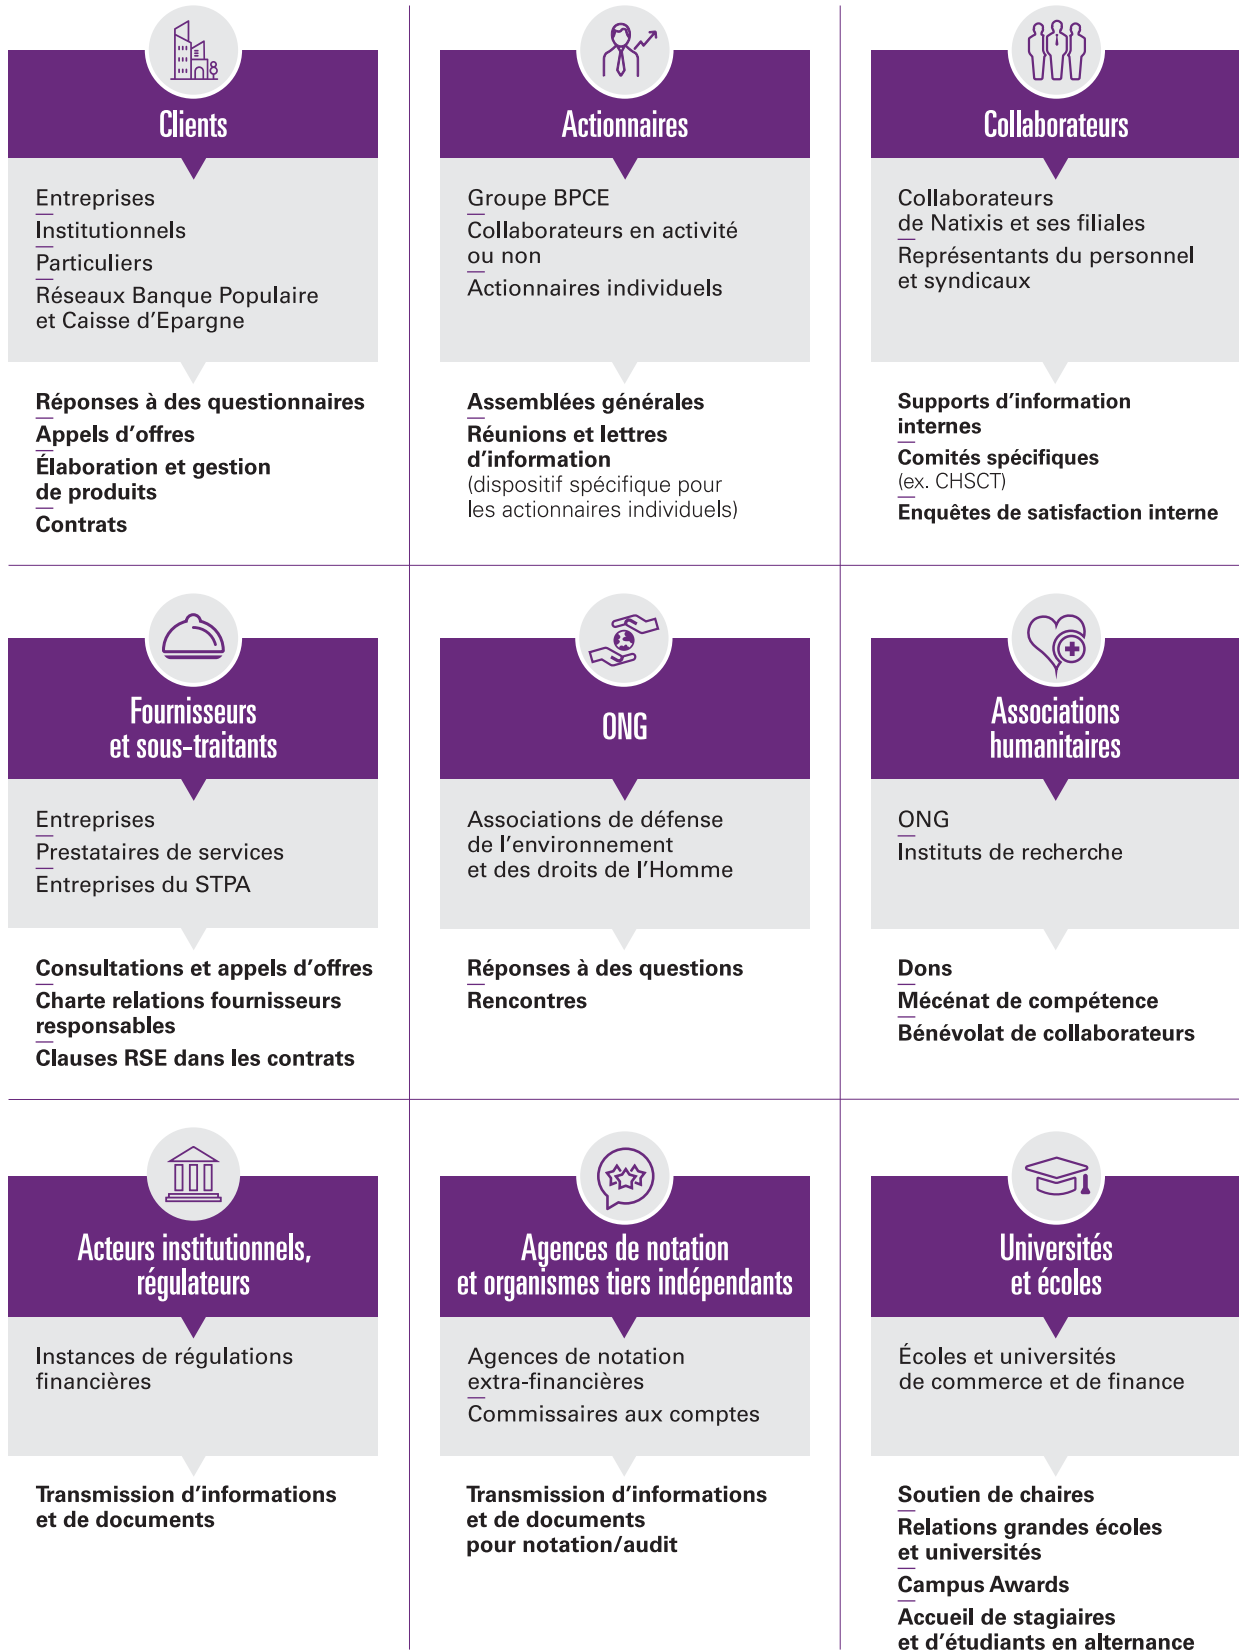 Clients
Entreprises
Institutionnels
Particuliers
Réseaux Banque Populaire
et Caisse d’Epargne
Réponses à des questionnaires
Appels d’offres
Élaboration et gestion
de produits
Contrats
Actionnaires
Groupe BPCE
Collaborateurs en activité
ou non
Actionnaires individuels
Assemblées générales
Réunions et lettres
d’information
(dispositif spécifique pour
les actionnaires individuels)
Collaborateurs
Collaborateurs
de Natixis et ses filiales
Représentants du personnel
et syndicaux
Supports d’information
internes
Comités spécifiques
(ex. CHSCT)
Enquêtes de satisfaction interne
Fournisseurs
et sous-traitants
Entreprises
Prestataires de services
Entreprises du STPA
Consultations et appels d’offres
Charte relations fournisseurs
responsables
Clauses RSE dans les contrats
ONG
Associations de défense
de l’environnement
et des droits de l’Homme
Réponses à des questions
Rencontres
Associations
humanitaires
ONG
Instituts de recherche
Dons
Mécénat de compétence
Bénévolat de collaborateurs
Acteurs institutionnels,
régulateurs
Instances de régulations
financières
Transmission d’informations
et de documents
Agences de notation
et organismes tiers indépendants
Agences de notation
extra-financières
Commissaires aux comptes
Transmission d’informations
et de documents
pour notation/audit
Universités
et écoles
Écoles et universités
de commerce et de finance
Soutien de chaires
Relations grandes écoles
et universités
Campus Awards
Accueil de stagiaires
et d’étudiants en alternance